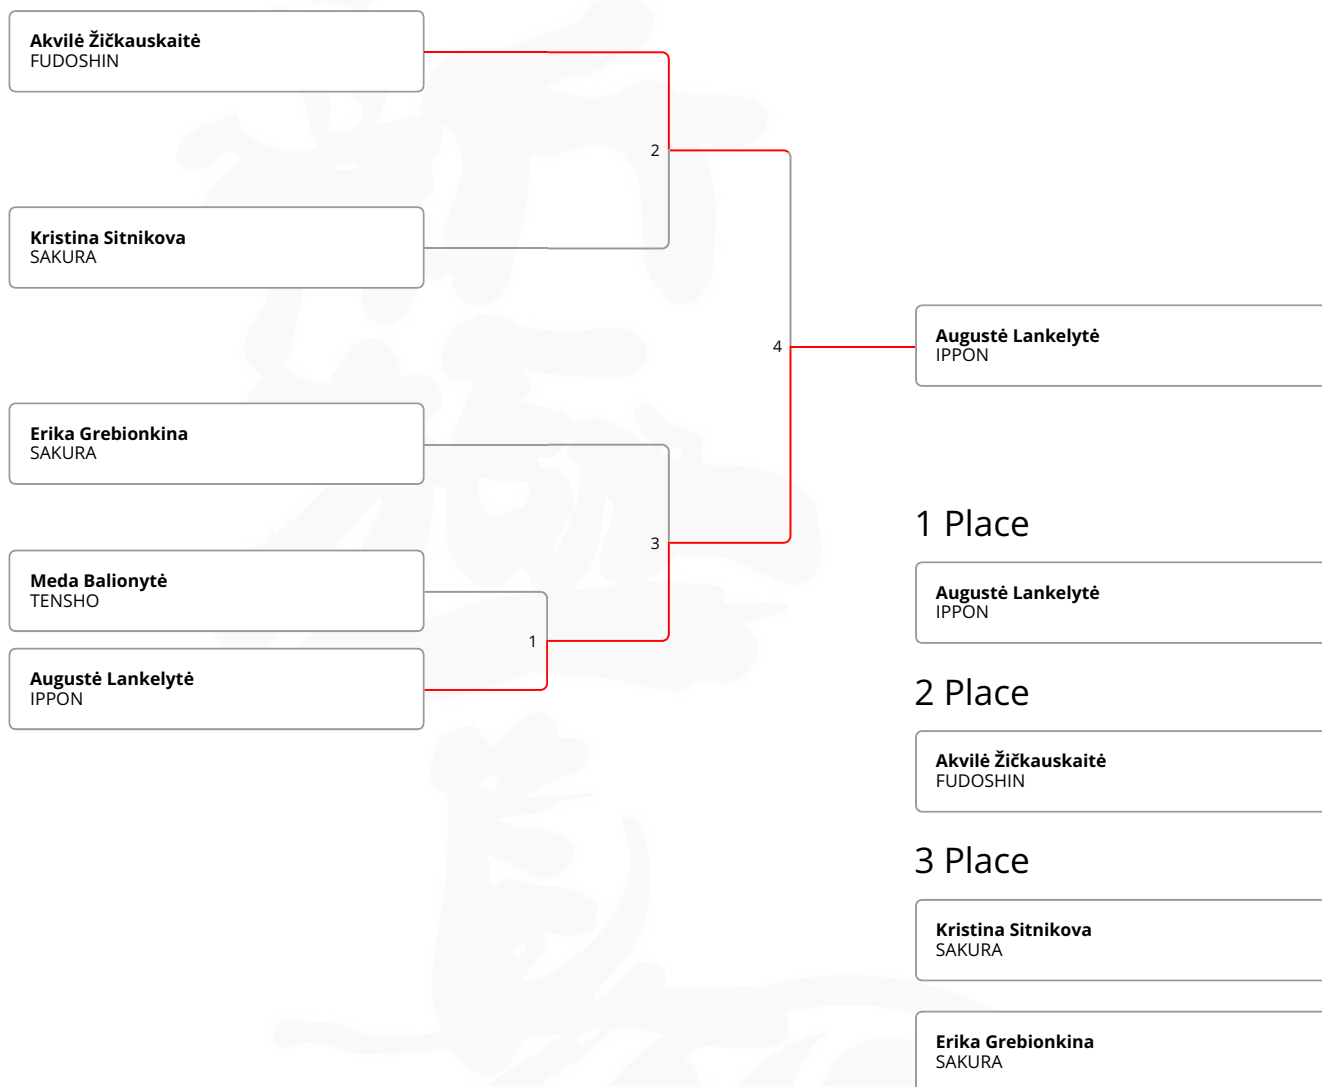 Akvilė Žičkauskaitė
FUDOSHIN
2
Kristina Sitnikova
SAKURA
Augustė Lankelytė
IPPON
4
Erika Grebionkina
SAKURA
1 Place
3
Meda Balionytė
TENSHO
Augustė Lankelytė
IPPON
1
Augustė Lankelytė
IPPON
2 Place
Akvilė Žičkauskaitė
FUDOSHIN
3 Place
Kristina Sitnikova
SAKURA
Erika Grebionkina
SAKURA